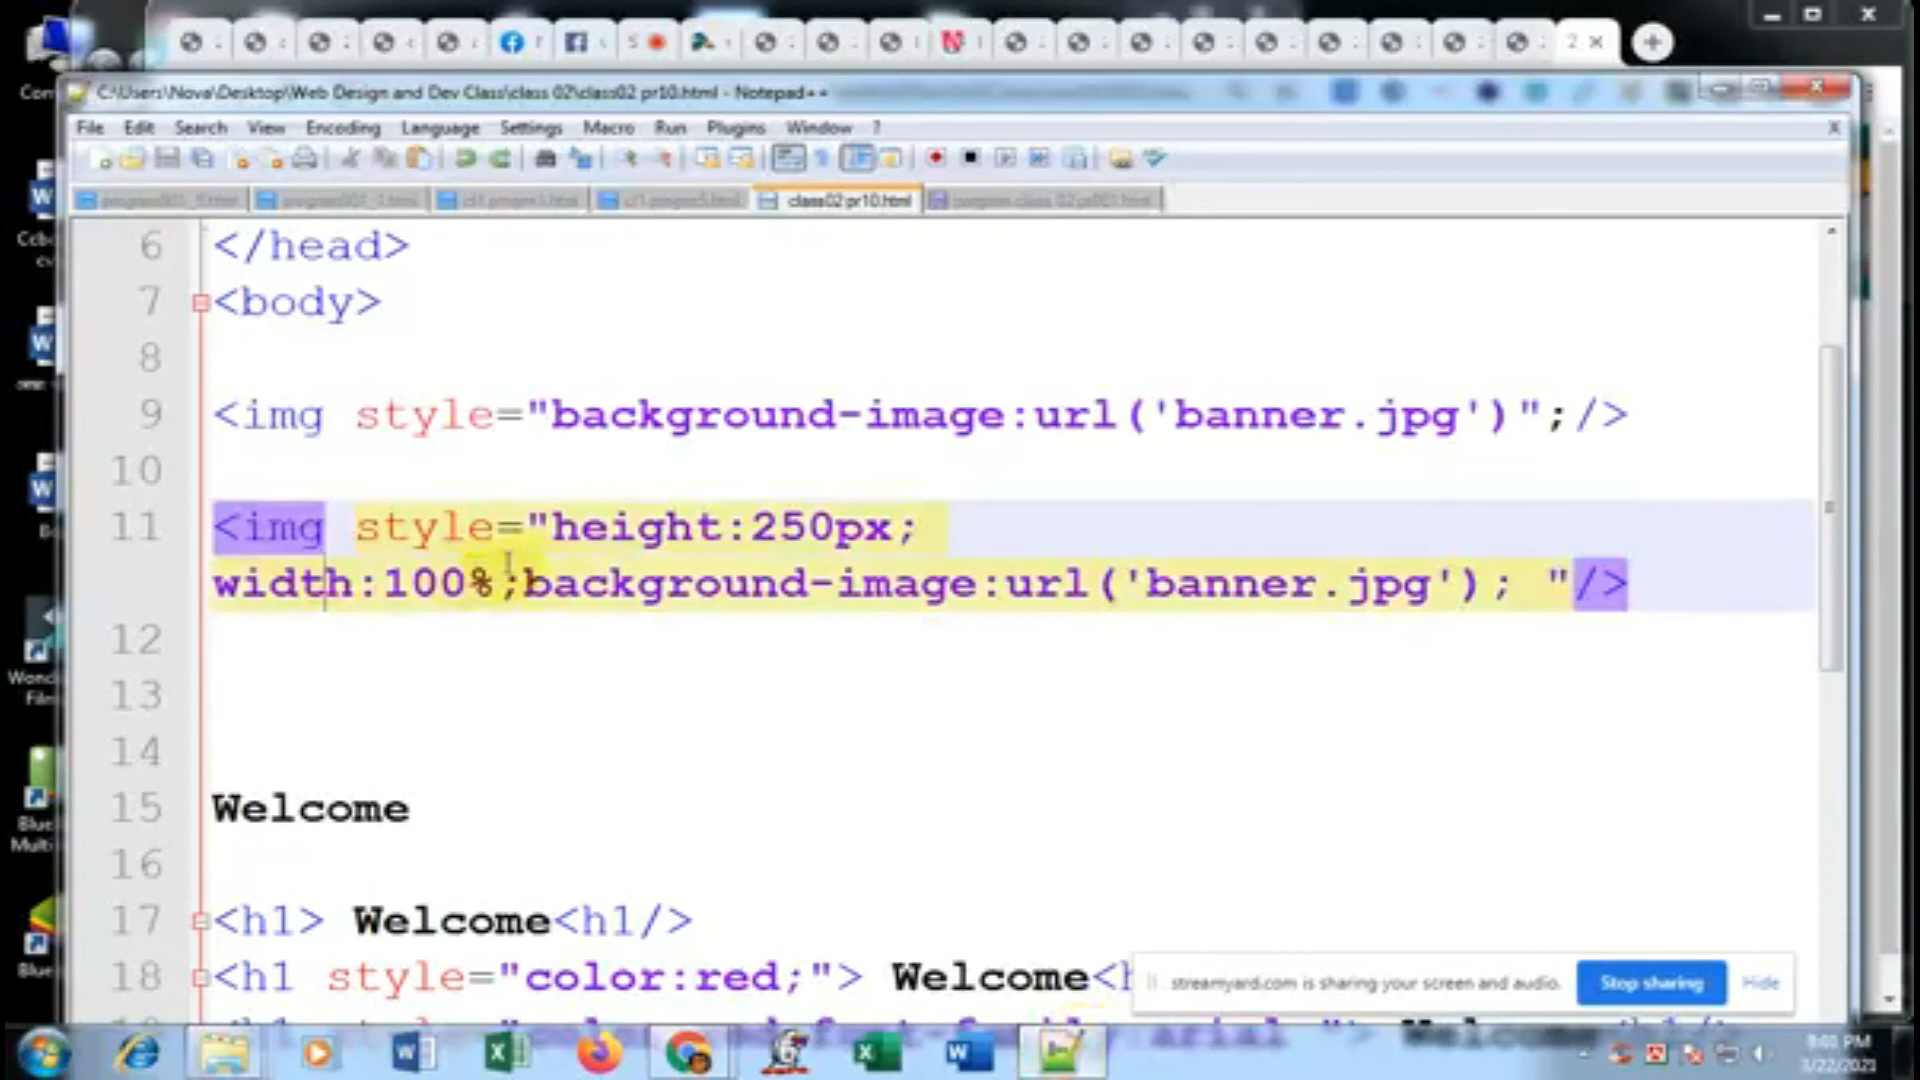 C:\Users\Nova\Desktop\Web Design and Dev Class\class 02\class02 pr10.html - Notepad++
File Edit Search View Encoding Language Settings Macro Run Plugins Window ?
class02 pr10.html
6 </head>
7 <body>
8
9 <img style="background-image:url('banner.jpg')";/>
10
11 <img style="height:250px;
width:100%;background-image:url('banner.jpg'); "/>
12
13
14
15 Welcome
16
17 <h1> Welcome<h1/>
18 <h1 style="color:red;"> Welcome<h
streamyard.com is sharing your screen and audio. Stop sharing Hide
3/22/2021